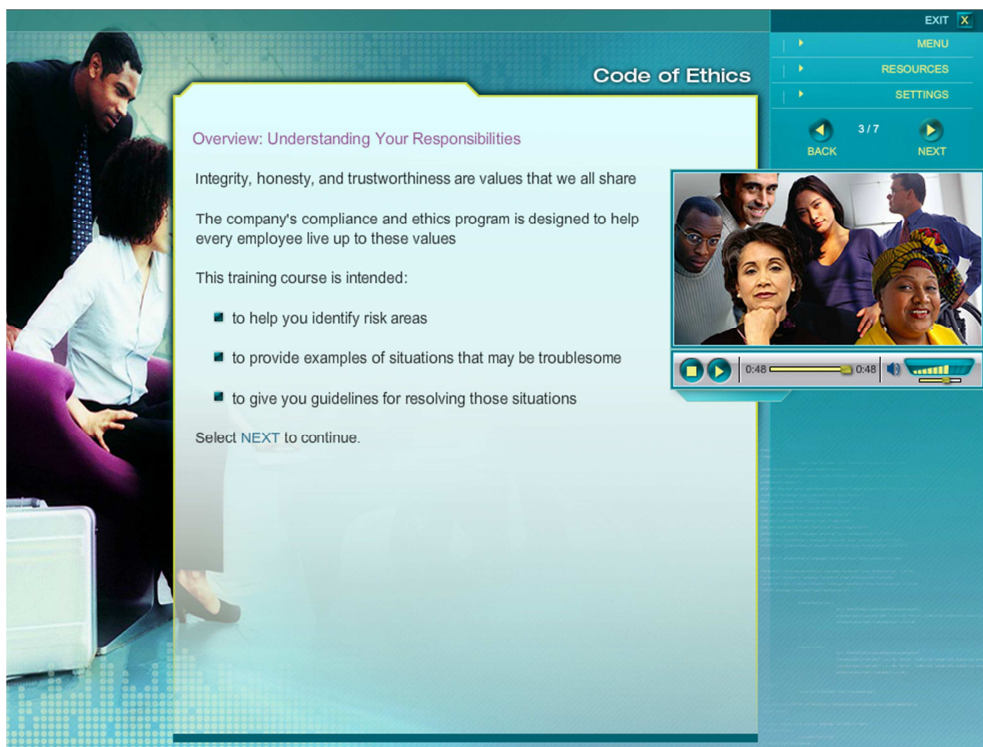 EXIT X
MENU
RESOURCES
SETTINGS
3 / 7
BACK
NEXT
Code of Ethics
Overview: Understanding Your Responsibilities
Integrity, honesty, and trustworthiness are values that we all share
The company's compliance and ethics program is designed to help
every employee live up to these values
This training course is intended:
to help you identify risk areas
to provide examples of situations that may be troublesome
to give you guidelines for resolving those situations
Select NEXT to continue.
0:48
0:48